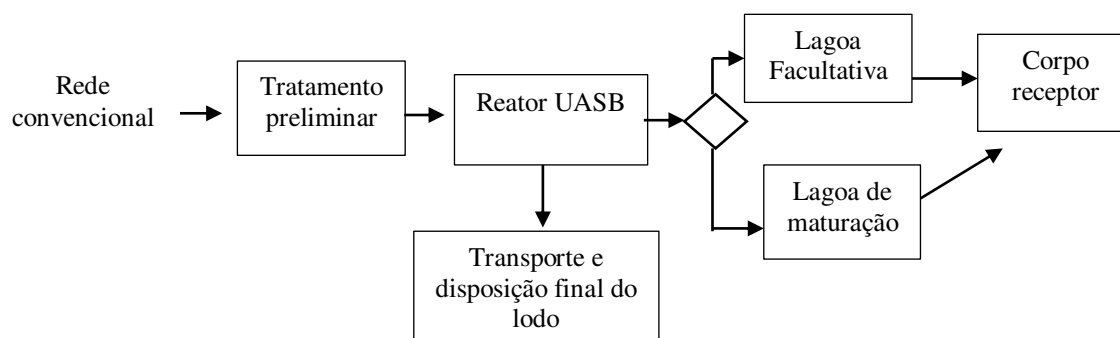 Rede
convencional
Tratamento
preliminar
Reator UASB
Transporte e
disposição final do
lodo
Lagoa
Facultativa
Lagoa de
maturação
Corpo
receptor